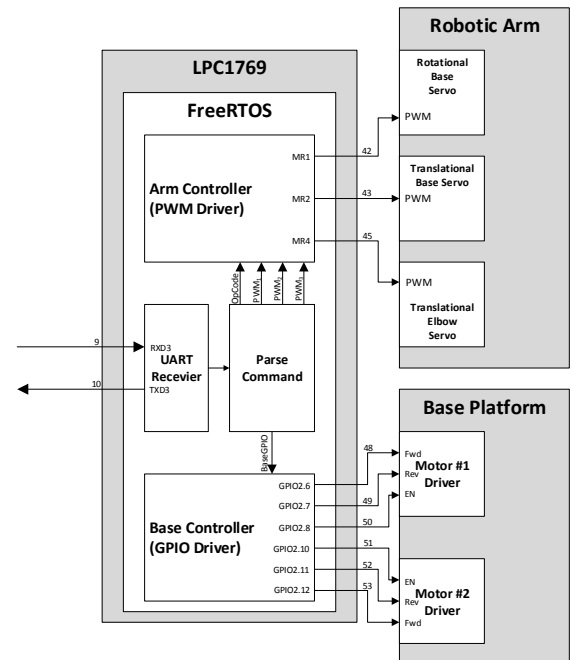 Robotic Arm
LPC1769
Rotational
Base
Servo
PWM
FreeRTOS
Arm Controller
(PWM Driver)
MR1
42
MR2
43
MR4
45
Translational
Base Servo
PWM
PWM
Translational
Elbow
Servo
OpCode
PWM1
PWM2
PWM3
9
RXD3
UART
Recevier
10
TXD3
Parse
Command
BaseGPIO
Base Platform
Base Controller
(GPIO Driver)
GPIO2.6
48
GPIO2.7
49
GPIO2.8
50
GPIO2.10
51
GPIO2.11
52
GPIO2.12
53
Fwd
Rev
EN
Motor #1
Driver
EN
Rev
Fwd
Motor #2
Driver